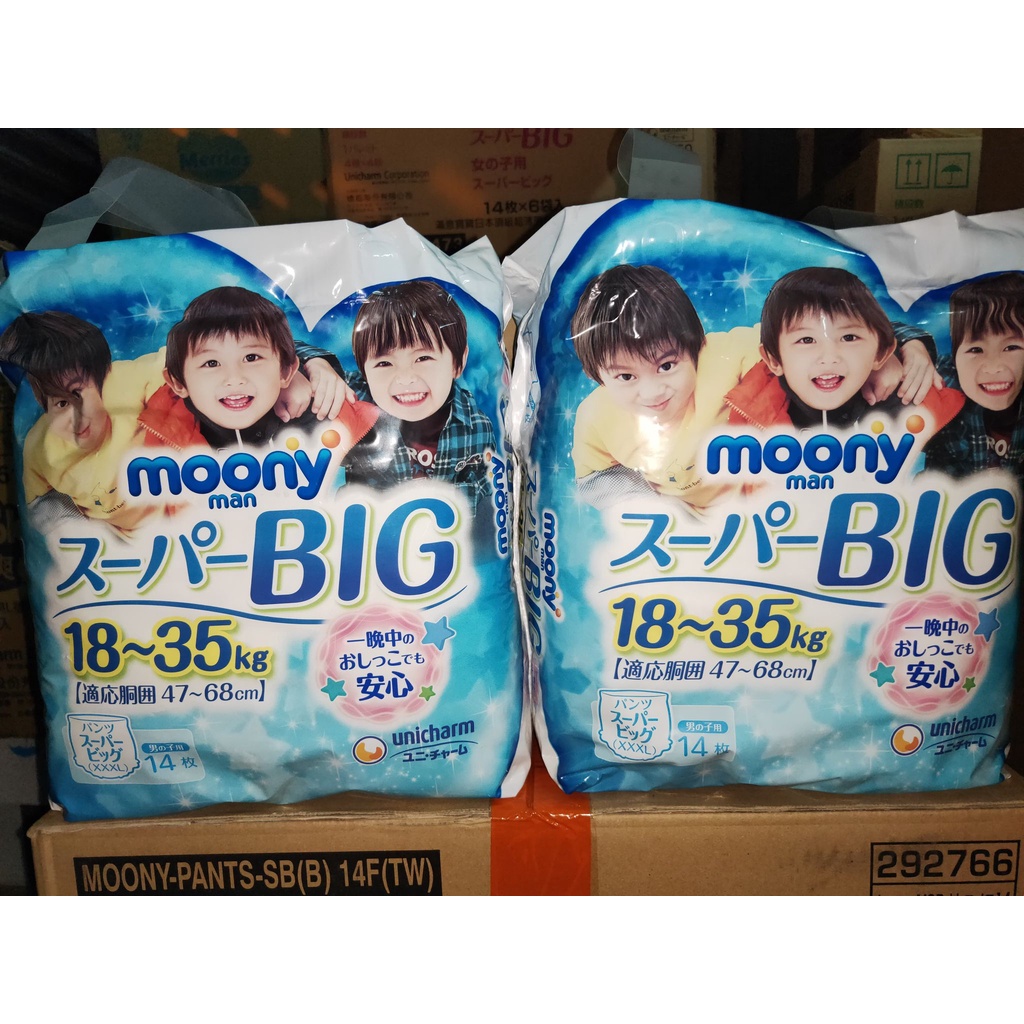 Merries
スーパーBIG
女の子用
スーパービッグ
14枚×6袋入
Unicharm Corporation
moony
man
スーパーBIG
18~35kg
【適応胴囲 47~68cm】
一晩中の
おしっこでも
安心
パンツ
スーパー
ビッグ
(XXXL)
男の子用
14枚
unicharm
ユニ・チャーム
moony
moony
man
スーパーBIG
18~35kg
【適応胴囲 47~68cm】
一晩中の
おしっこでも
安心
パンツ
スーパー
ビッグ
(XXXL)
男の子用
14枚
unicharm
ユニ・チャーム
moony
man
MOONY-PANTS-SB(B) 14F(TW)
292766